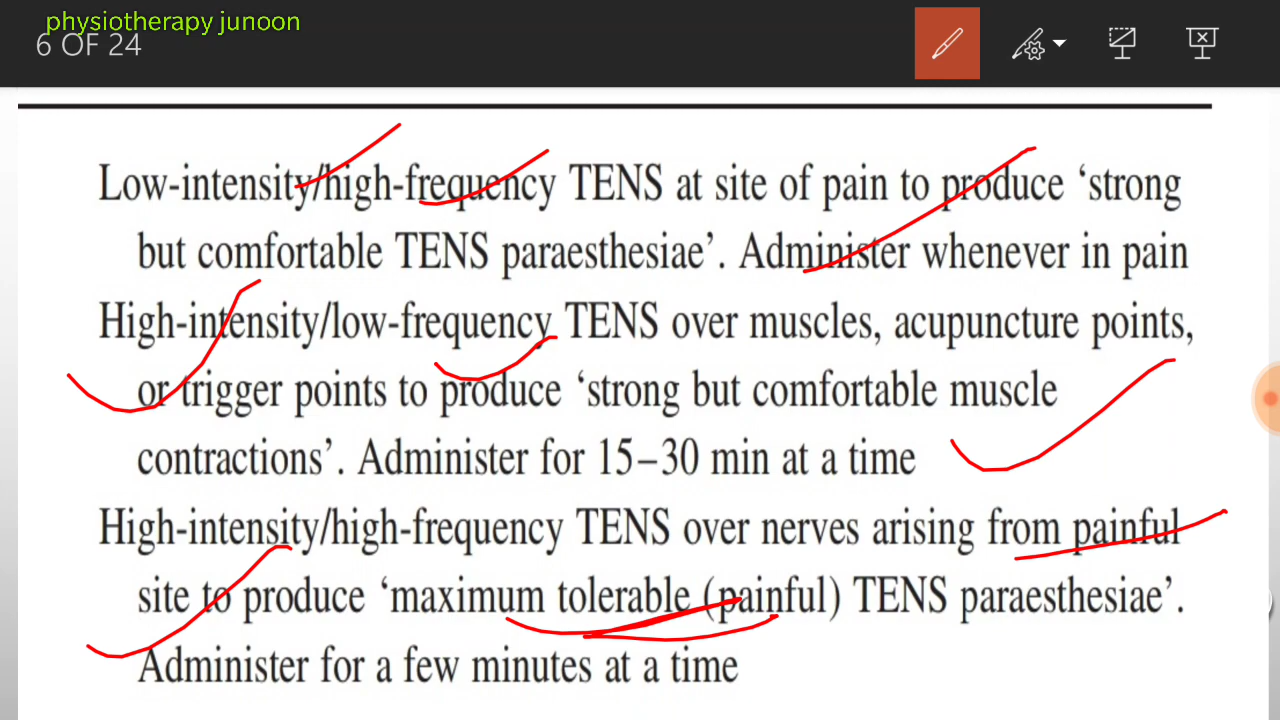 physiotherapy junoon
6 OF 24
Low-intensity/high-frequency TENS at site of pain to produce ‘strong
but comfortable TENS paraesthesiae’. Administer whenever in pain
High-intensity/low-frequency TENS over muscles, acupuncture points,
or trigger points to produce ‘strong but comfortable muscle
contractions’. Administer for 15–30 min at a time
High-intensity/high-frequency TENS over nerves arising from painful
site to produce ‘maximum tolerable (painful) TENS paraesthesiae’.
Administer for a few minutes at a time